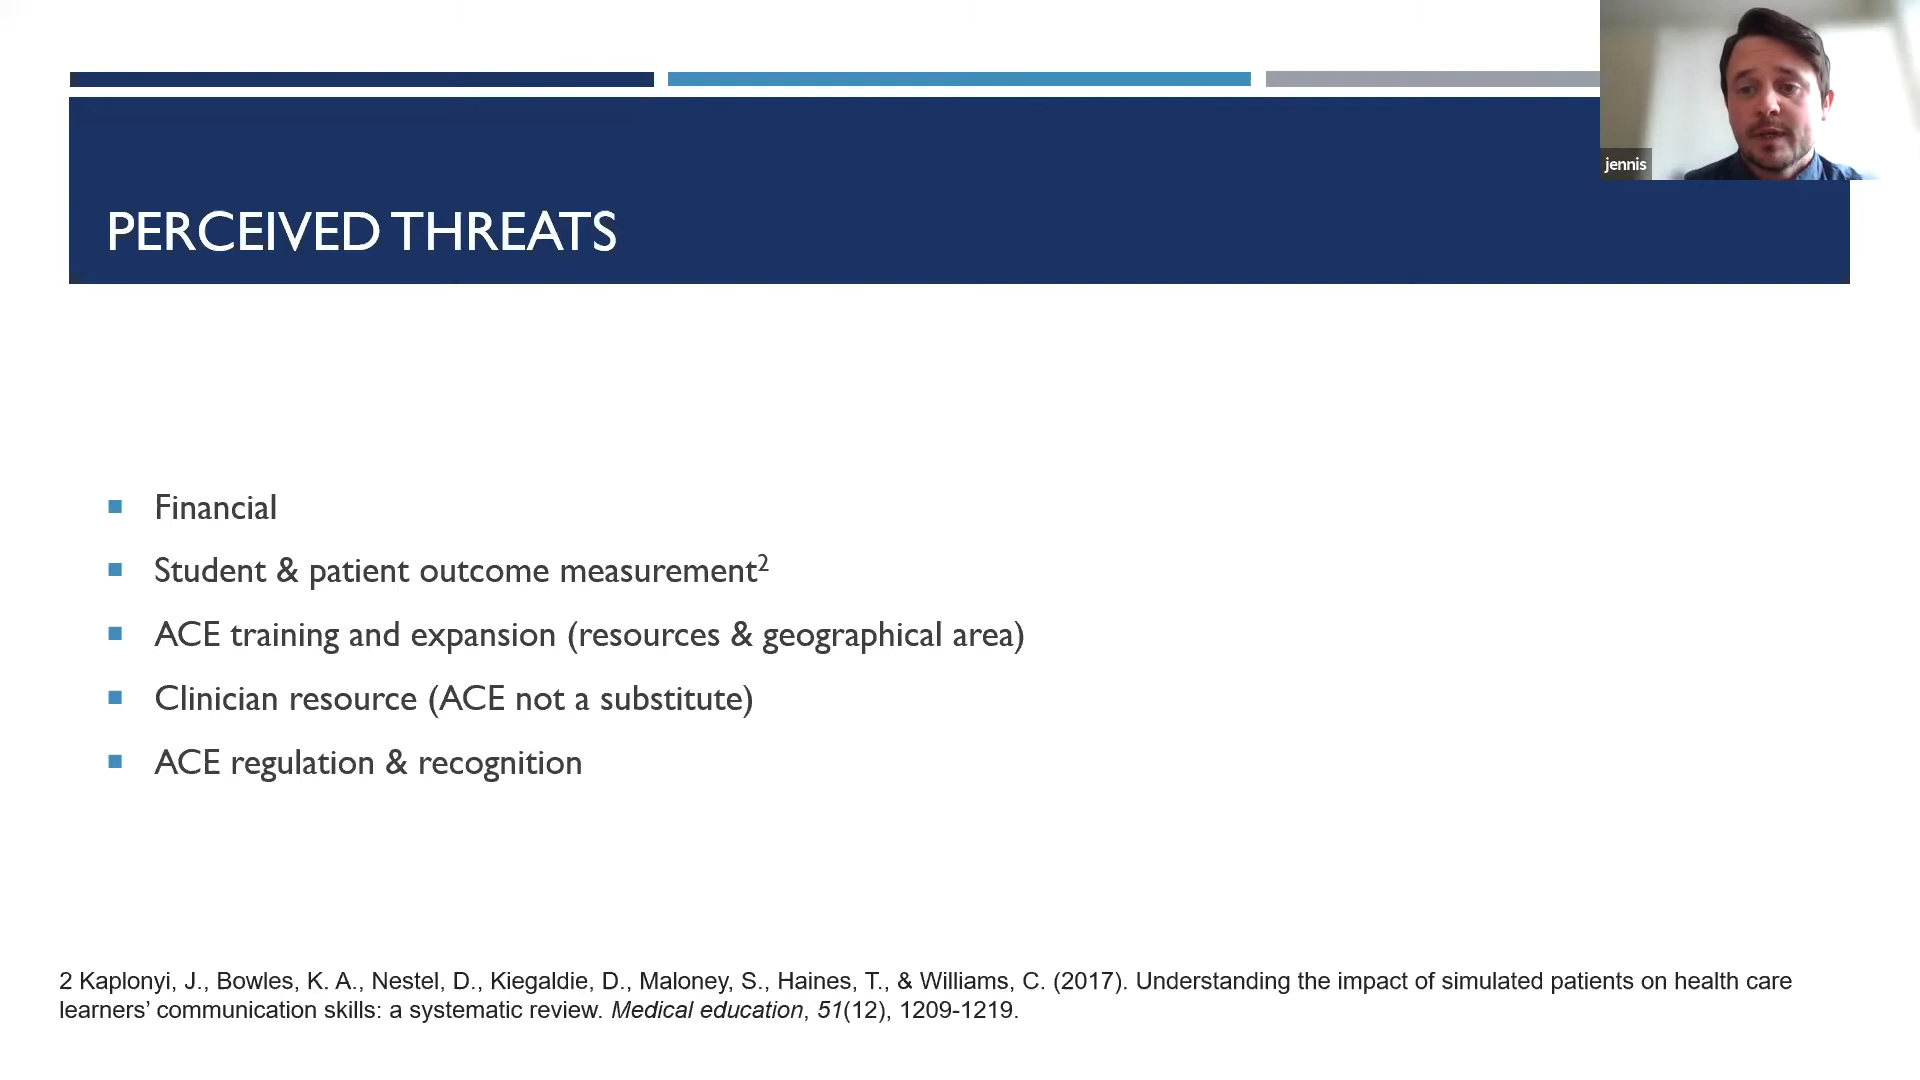 jennis
PERCEIVED THREATS
Financial
Student & patient outcome measurement²
ACE training and expansion (resources & geographical area)
Clinician resource (ACE not a substitute)
ACE regulation & recognition
2 Kaplonyi, J., Bowles, K. A., Nestel, D., Kiegaldie, D., Maloney, S., Haines, T., & Williams, C. (2017). Understanding the impact of simulated patients on health care
learners’ communication skills: a systematic review. Medical education, 51(12), 1209-1219.